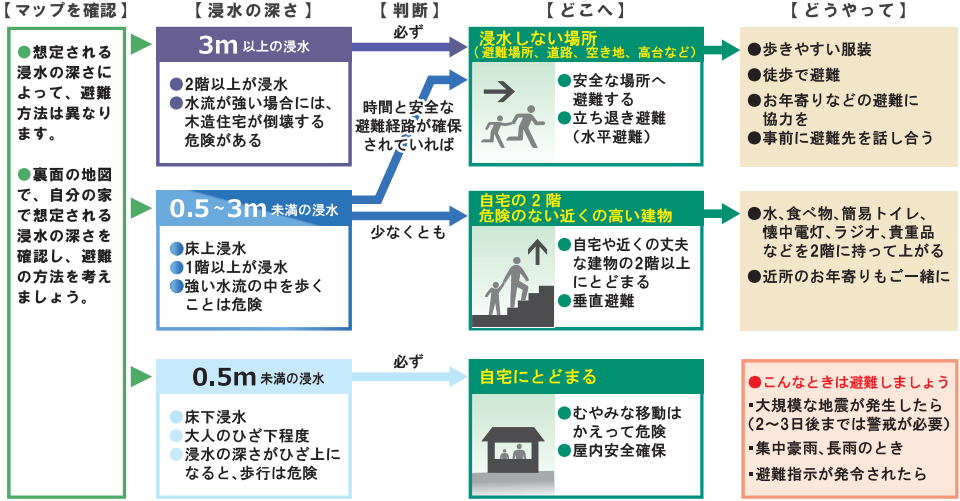 【マップを確認】
【浸水の深さ】
【判断】
【どこへ】
【どうやって】
●想定される
浸水の深さに
よって、避難
方法は異なり
ます。
●裏面の地図
で、自分の家
で想定される
浸水の深さを
確認し、避難
の方法を考え
ましょう。
3m以上の浸水
●2階以上が浸水
●水流が強い場合には、
木造住宅が倒壊する
危険がある
必ず
浸水しない場所
(避難場所、道路、空き地、高台など)
●安全な場所へ
避難する
●立ち退き避難
(水平避難)
●歩きやすい服装
●徒歩で避難
●お年寄りなどの避難に
協力を
●事前に避難先を話し合う
時間と安全な
避難経路が確保
されていれば
0.5~3m未満の浸水
●床上浸水
●1階以上が浸水
●強い水流の中を歩く
ことは危険
少なくとも
自宅の2階
危険のない近くの高い建物
●自宅や近くの丈夫
な建物の2階以上
にとどまる
●垂直避難
●水、食べ物、簡易トイレ、
懐中電灯、ラジオ、貴重品
などを2階に持って上がる
●近所のお年寄りもご一緒に
0.5m未満の浸水
●床下浸水
●大人のひざ下程度
●浸水の深さがひざ上に
なると、歩行は危険
必ず
自宅にとどまる
●むやみな移動は
かえって危険
●屋内安全確保
●こんなときは避難しましょう
▪大規模な地震が発生したら
(2〜3日後までは警戒が必要)
▪集中豪雨、長雨のとき
▪避難指示が発令されたら